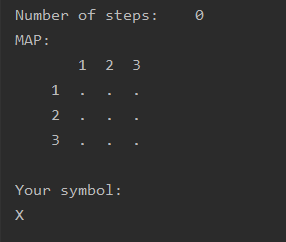 Number of steps:    0
MAP:
       1  2  3
    1  .  .  .
    2  .  .  .
    3  .  .  .
Your symbol:
X